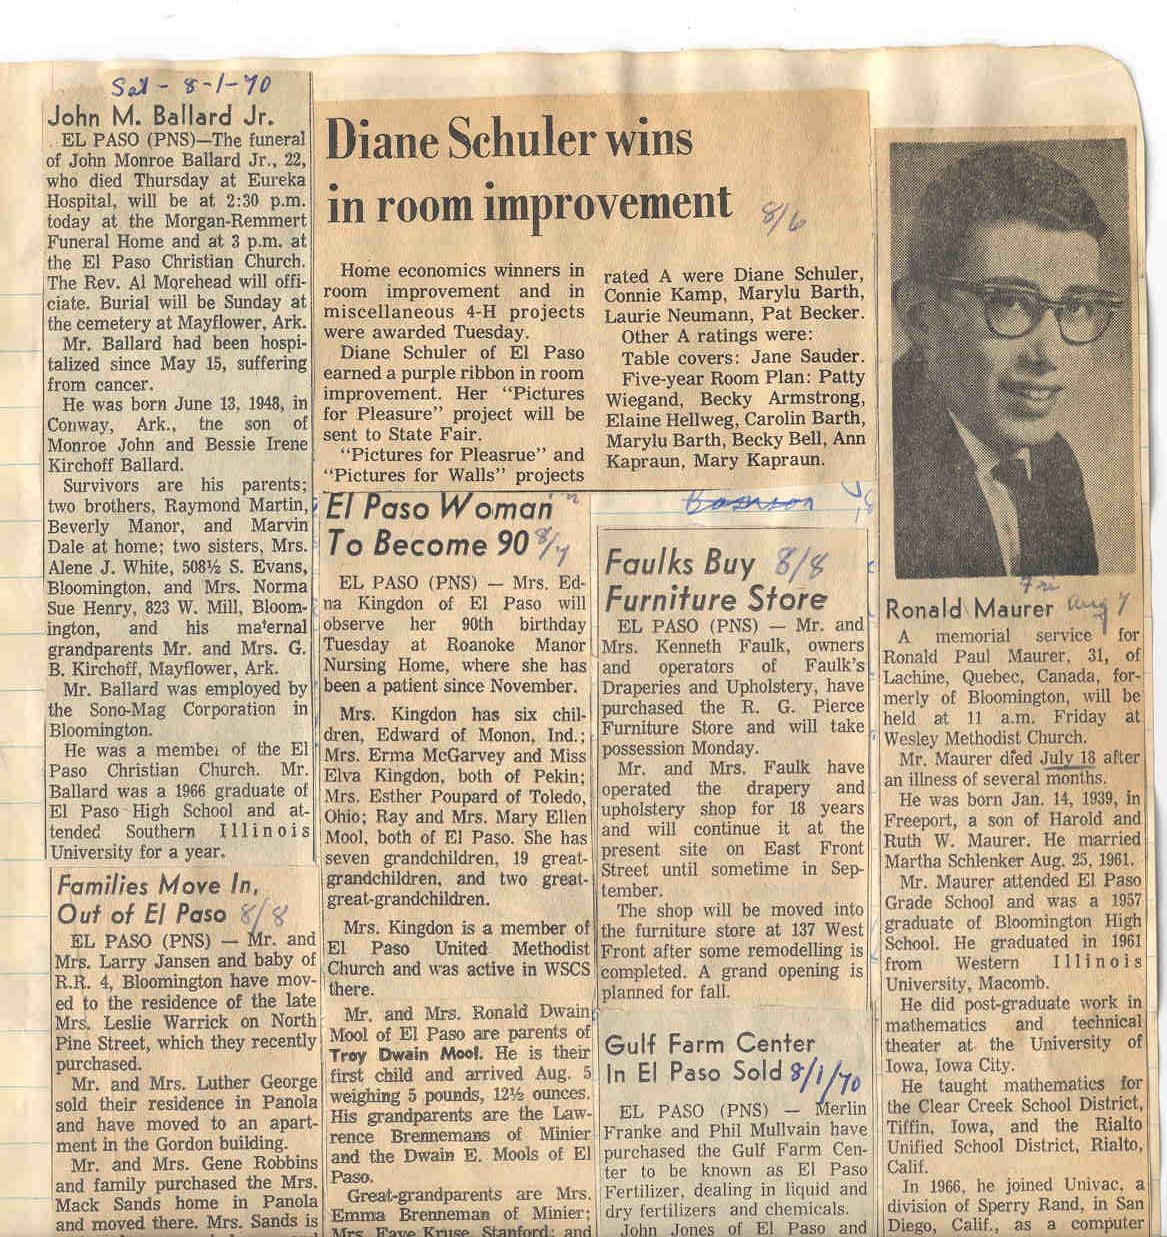 Sat - 8-1-70
John M. Ballard Jr.
EL PASO (PNS)—The funeral
of John Monroe Ballard Jr., 22,
who died Thursday at Eureka
Hospital, will be at 2:30 p.m.
today at the Morgan-Remmert
Funeral Home and at 3 p.m. at
the El Paso Christian Church.
The Rev. Al Morehead will offi-
ciate. Burial will be Sunday at
the cemetery at Mayflower, Ark.
Mr. Ballard had been hospi-
talized since May 15, suffering
from cancer.
He was born June 13, 1948, in
Conway, Ark., the son of
Monroe John and Bessie Irene
Kirchoff Ballard.
Survivors are his parents;
two brothers, Raymond Martin,
Beverly Manor, and Marvin
Dale at home; two sisters, Mrs.
Alene J. White, 508½ S. Evans,
Bloomington, and Mrs. Norma
Sue Henry, 823 W. Mill, Bloom-
ington, and his maternal
grandparents Mr. and Mrs. G.
B. Kirchoff, Mayflower, Ark.
Mr. Ballard was employed by
the Sono-Mag Corporation in
Bloomington.
He was a member of the El
Paso Christian Church. Mr.
Ballard was a 1966 graduate of
El Paso High School and at-
tended Southern Illinois
University for a year.
Families Move In,
Out of El Paso 8/8
EL PASO (PNS) — Mr. and
Mrs. Larry Jansen and baby of
R.R. 4, Bloomington have mov-
ed to the residence of the late
Mrs. Leslie Warrick on North
Pine Street, which they recently
purchased.
Mr. and Mrs. Luther George
sold their residence in Panola
and have moved to an apart-
ment in the Gordon building.
Mr. and Mrs. Gene Robbins
and family purchased the Mrs.
Mack Sands home in Panola
and moved there. Mrs. Sands is
Diane Schuler wins
in room improvement 8/6
Home economics winners in
room improvement and in
miscellaneous 4-H projects
were awarded Tuesday.
Diane Schuler of El Paso
earned a purple ribbon in room
improvement. Her “Pictures
for Pleasure” project will be
sent to State Fair.
“Pictures for Pleasrue” and
“Pictures for Walls” projects
rated A were Diane Schuler,
Connie Kamp, Marylu Barth,
Laurie Neumann, Pat Becker.
Other A ratings were:
Table covers: Jane Sauder.
Five-year Room Plan: Patty
Wiegand, Becky Armstrong,
Elaine Hellweg, Carolin Barth,
Marylu Barth, Becky Bell, Ann
Kapraun, Mary Kapraun.
El Paso Woman
To Become 90 8/7
EL PASO (PNS) — Mrs. Ed-
na Kingdon of El Paso will
observe her 90th birthday
Tuesday at Roanoke Manor
Nursing Home, where she has
been a patient since November.
Mrs. Kingdon has six chil-
dren, Edward of Monon, Ind.;
Mrs. Erma McGarvey and Miss
Elva Kingdon, both of Pekin;
Mrs. Esther Poupard of Toledo,
Ohio; Ray and Mrs. Mary Ellen
Mool, both of El Paso. She has
seven grandchildren, 19 great-
grandchildren, and two great-
great-grandchildren.
Mrs. Kingdon is a member of
El Paso United Methodist
Church and was active in WSCS
there.
Mr. and Mrs. Ronald Dwain
Mool of El Paso are parents of
Troy Dwain Mool. He is their
first child and arrived Aug. 5
weighing 5 pounds, 12½ ounces.
His grandparents are the Law-
rence Brennemans of Minier
and the Dwain E. Mools of El
Paso.
Great-grandparents are Mrs.
Emma Brenneman of Minier;
Mrs. Faye Kruse, Stanford; and
Faulks Buy 8/8
Furniture Store
EL PASO (PNS) — Mr. and
Mrs. Kenneth Faulk, owners
and operators of Faulk's
Draperies and Upholstery, have
purchased the R. G. Pierce
Furniture Store and will take
possession Monday.
Mr. and Mrs. Faulk have
operated the drapery and
upholstery shop for 18 years
and will continue it at the
present site on East Front
Street until sometime in Sep-
tember.
The shop will be moved into
the furniture store at 137 West
Front after some remodelling is
completed. A grand opening is
planned for fall.
Gulf Farm Center
In El Paso Sold 8/1/70
EL PASO (PNS) — Merlin
Franke and Phil Mullvain have
purchased the Gulf Farm Cen-
ter to be known as El Paso
Fertilizer, dealing in liquid and
dry fertilizers and chemicals.
John Jones of El Paso and
Fri
Ronald Maurer Aug 7
A memorial service for
Ronald Paul Maurer, 31, of
Lachine, Quebec, Canada, for-
merly of Bloomington, will be
held at 11 a.m. Friday at
Wesley Methodist Church.
Mr. Maurer died July 18 after
an illness of several months.
He was born Jan. 14, 1939, in
Freeport, a son of Harold and
Ruth W. Maurer. He married
Martha Schlenker Aug. 25, 1961.
Mr. Maurer attended El Paso
Grade School and was a 1957
graduate of Bloomington High
School. He graduated in 1961
from Western Illinois
University, Macomb.
He did post-graduate work in
mathematics and technical
theater at the University of
Iowa, Iowa City.
He taught mathematics for
the Clear Creek School District,
Tiffin, Iowa, and the Rialto
Unified School District, Rialto,
Calif.
In 1966, he joined Univac, a
division of Sperry Rand, in San
Diego, Calif., as a computer